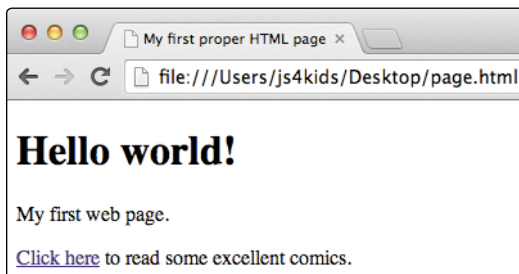 My first proper HTML page
file:///Users/js4kids/Desktop/page.html
Hello world!
My first web page.
Click here to read some excellent comics.